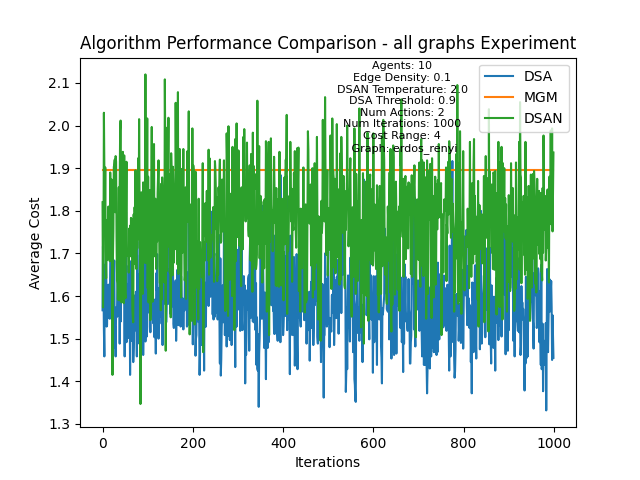 Algorithm Performance Comparison - all graphs Experiment
Agents: 10
Edge Density: 0.1
DSAN Temperature: 2.0
DSA Threshold: 0.9
Num Actions: 2
Num Iterations: 1000
Cost Range: 4
Graph: erdos_renyi
DSA
MGM
DSAN
2.1
2.0
1.9
1.8
1.7
1.6
1.5
1.4
1.3
Average Cost
0 200 400 600 800 1000
Iterations